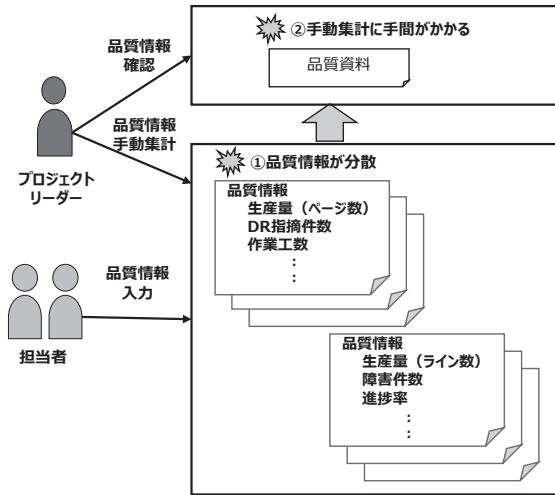 ②手動集計に手間がかかる
品質資料
品質情報
確認
品質情報
手動集計
プロジェクト
リーダー
①品質情報が分散
品質情報
生産量（ページ数）
DR指摘件数
作業工数
：
：
品質情報
入力
担当者
品質情報
生産量（ライン数）
障害件数
進捗率
：
：